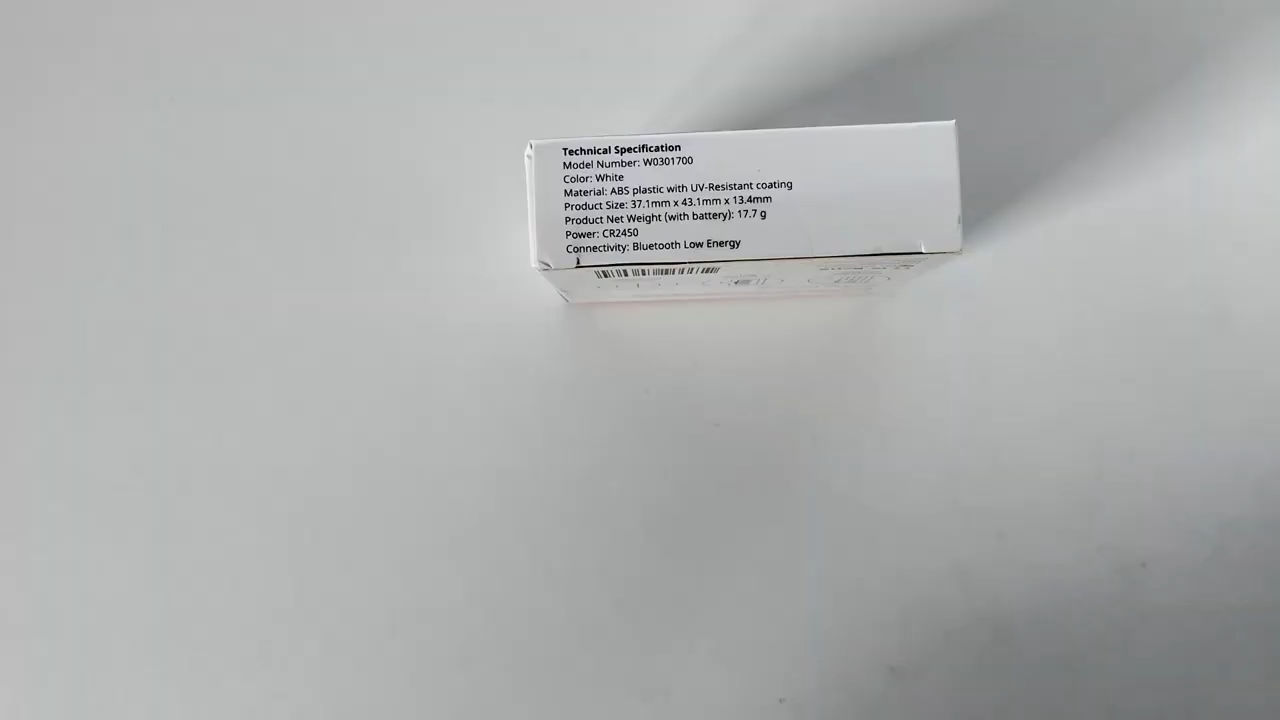 Technical Specification
Model Number: W0301700
Color: White
Material: ABS plastic with UV-Resistant coating
Product Size: 37.1mm x 43.1mm x 13.4mm
Product Net Weight (with battery): 17.7 g
Power: CR2450
Connectivity: Bluetooth Low Energy